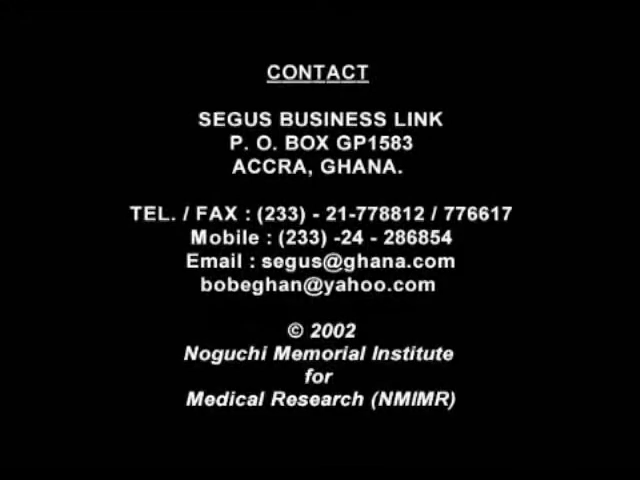 CONTACT
SEGUS BUSINESS LINK
P. O. BOX GP1583
ACCRA, GHANA.
TEL. / FAX : (233) - 21-778812 / 776617
Mobile : (233) -24 - 286854
Email : segus@ghana.com
bobeghan@yahoo.com
© 2002
Noguchi Memorial Institute
for
Medical Research (NMIMR)